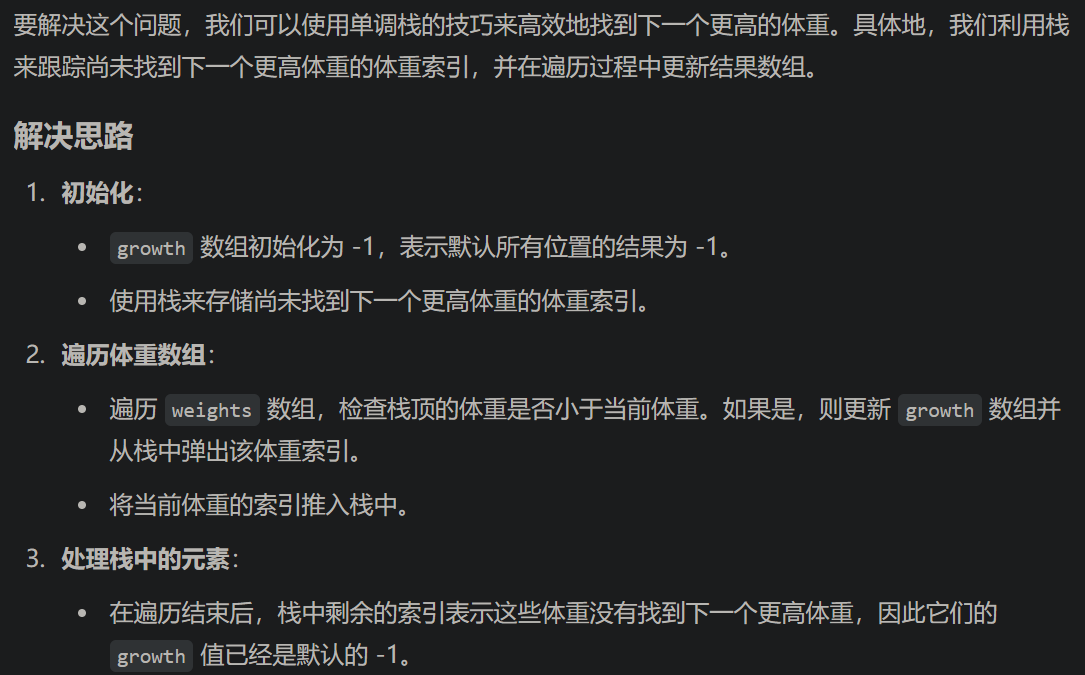 要解决这个问题，我们可以使用单调栈的技巧来高效地找到下一个更高的体重。具体地，我们利用栈
来跟踪尚未找到下一个更高体重的体重索引，并在遍历过程中更新结果数组。
解决思路
1. 初始化：
• growth 数组初始化为 -1，表示默认所有位置的结果为 -1。
• 使用栈来存储尚未找到下一个更高体重的体重索引。
2. 遍历体重数组：
• 遍历 weights 数组，检查栈顶的体重是否小于当前体重。如果是，则更新 growth 数组并
从栈中弹出该体重索引。
• 将当前体重的索引推入栈中。
3. 处理栈中的元素：
• 在遍历结束后，栈中剩余的索引表示这些体重没有找到下一个更高体重，因此它们的
growth 值已经是默认的 -1。